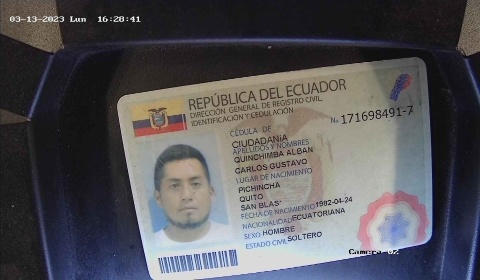 03-13-2023 Lun 16:28:41
REPÚBLICA DEL ECUADOR
DIRECCIÓN GENERAL DE REGISTRO CIVIL
IDENTIFICACIÓN Y CEDULACIÓN
CÉDULA DE No 171698491-7
CIUDADANÍA
APELLIDOS Y NOMBRES
QUINCHIMBA ALBAN
CARLOS GUSTAVO
LUGAR DE NACIMIENTO
PICHINCHA
QUITO
SAN BLAS
FECHA DE NACIMIENTO 1982-04-24
NACIONALIDAD ECUATORIANA
SEXO HOMBRE
ESTADO CIVIL SOLTERO
Camera 02